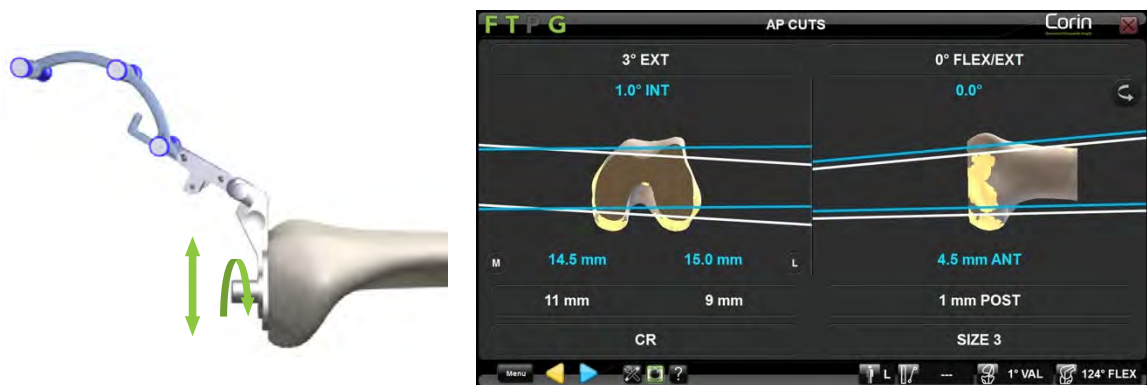 F T P G
AP CUTS
Corin
3° EXT
0° FLEX/EXT
1.0° INT
0.0°
M
14.5 mm
15.0 mm
L
4.5 mm ANT
11 mm
9 mm
1 mm POST
CR
SIZE 3
Menu
?
L
---
1° VAL
124° FLEX